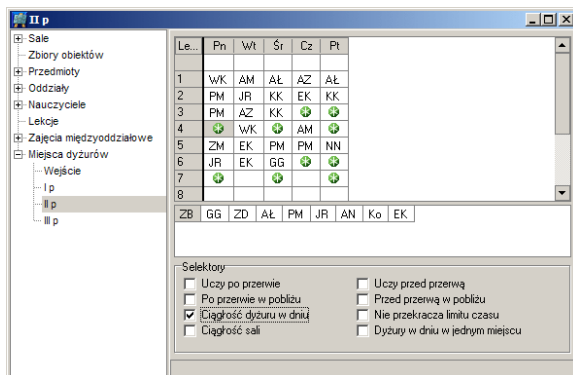 II p
Sale
Zbiory obiektów
Przedmioty
Oddziały
Nauczyciele
Lekcje
Zajęcia międzyoddziałowe
Miejsca dyżurów
Wejście
I p
II p
III p
Le... Pn Wt Śr Cz Pt
1 WK AM AŁ AZ AŁ
2 PM JR KK EK KK
3 PM AZ KK
4 WK AM
5 ZM EK PM PM NN
6 JR EK GG
7
8
ZB GG ZD AŁ PM JR AN Ko EK
Selektory
Uczy po przerwie Uczy przed przerwą
Po przerwie w pobliżu Przed przerwą w pobliżu
Ciągłość dyżuru w dniu Nie przekracza limitu czasu
Ciągłość sali Dyżury w dniu w jednym miejscu